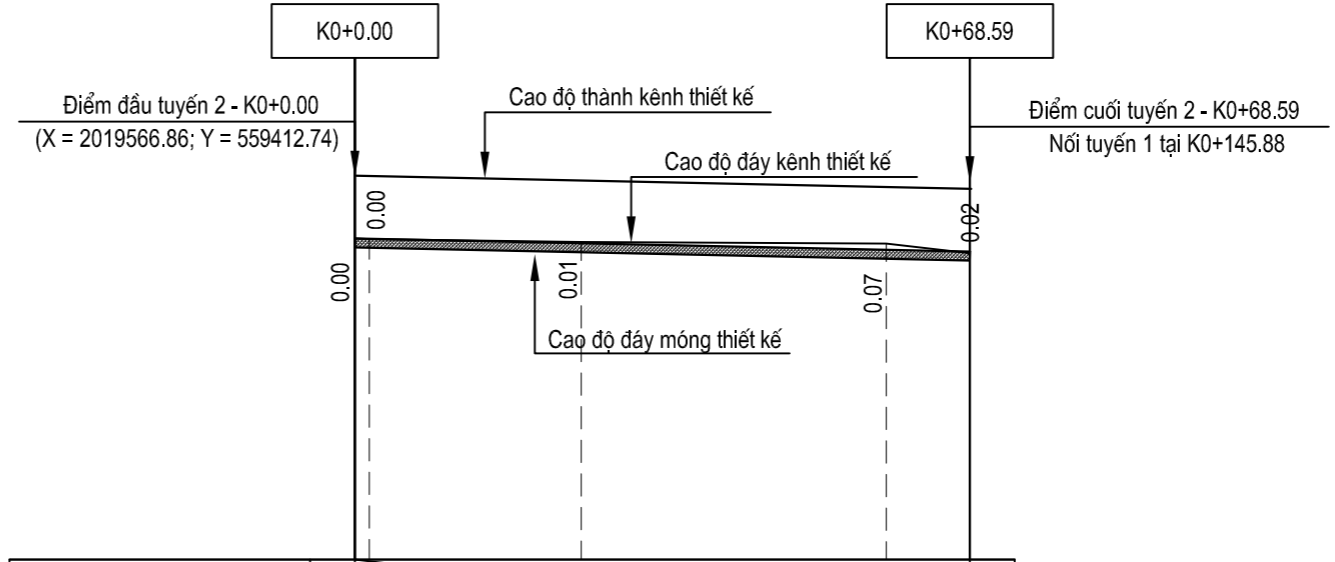 K0+0.00
K0+68.59
Điểm đầu tuyến 2 - K0+0.00
(X = 2019566.86; Y = 559412.74)
Cao độ thành kênh thiết kế
Điểm cuối tuyến 2 - K0+68.59
Nối tuyến 1 tại K0+145.88
Cao độ đáy kênh thiết kế
0.00
0.02
0.00
0.01
0.07
Cao độ đáy móng thiết kế